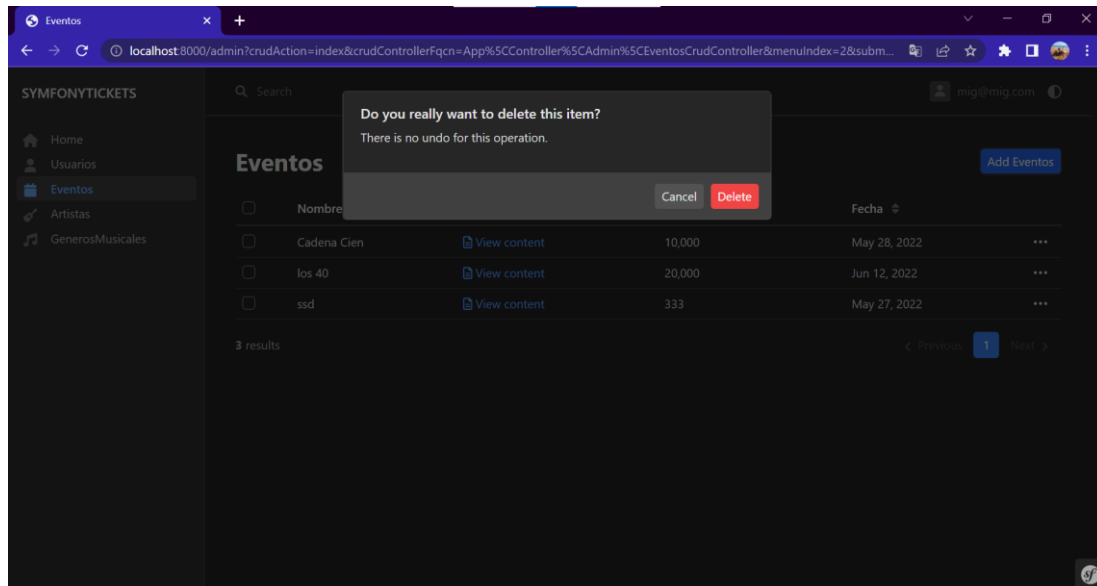 Eventos
localhost:8000/admin?crudAction=index&crudControllerFqcn=App%5CController%5CAdmin%5CEventosCrudController&menuIndex=2&subm...
SYMFONYTICKETS
Search
mig@mig.com
Do you really want to delete this item?
There is no undo for this operation.
Cancel Delete
Home
Usuarios
Eventos
Artistas
GenerosMusicales
Eventos
Add Eventos
Nombre Fecha
Cadena Cien View content 10,000 May 28, 2022
los 40 View content 20,000 Jun 12, 2022
ssd View content 333 May 27, 2022
3 results
Previous 1 Next
sf